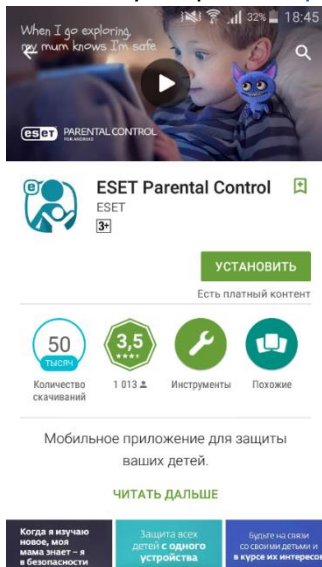 32% 18:45
When I go exploring,
my mum knows I'm safe.
eset PARENTAL CONTROL
FOR ANDROID
ESET Parental Control
ESET
3+
УСТАНОВИТЬ
Есть платный контент
50
ТЫСЯЧ
3,5
Количество
скачиваний
1 013
Инструменты
Похожие
Мобильное приложение для защиты
ваших детей.
ЧИТАТЬ ДАЛЬШЕ
Когда я изучаю
новое, моя
мама знает – я
в безопасности
Защита всех
детей с одного
устройства
Будьте на связи
со своими детьми и
в курсе их интересов